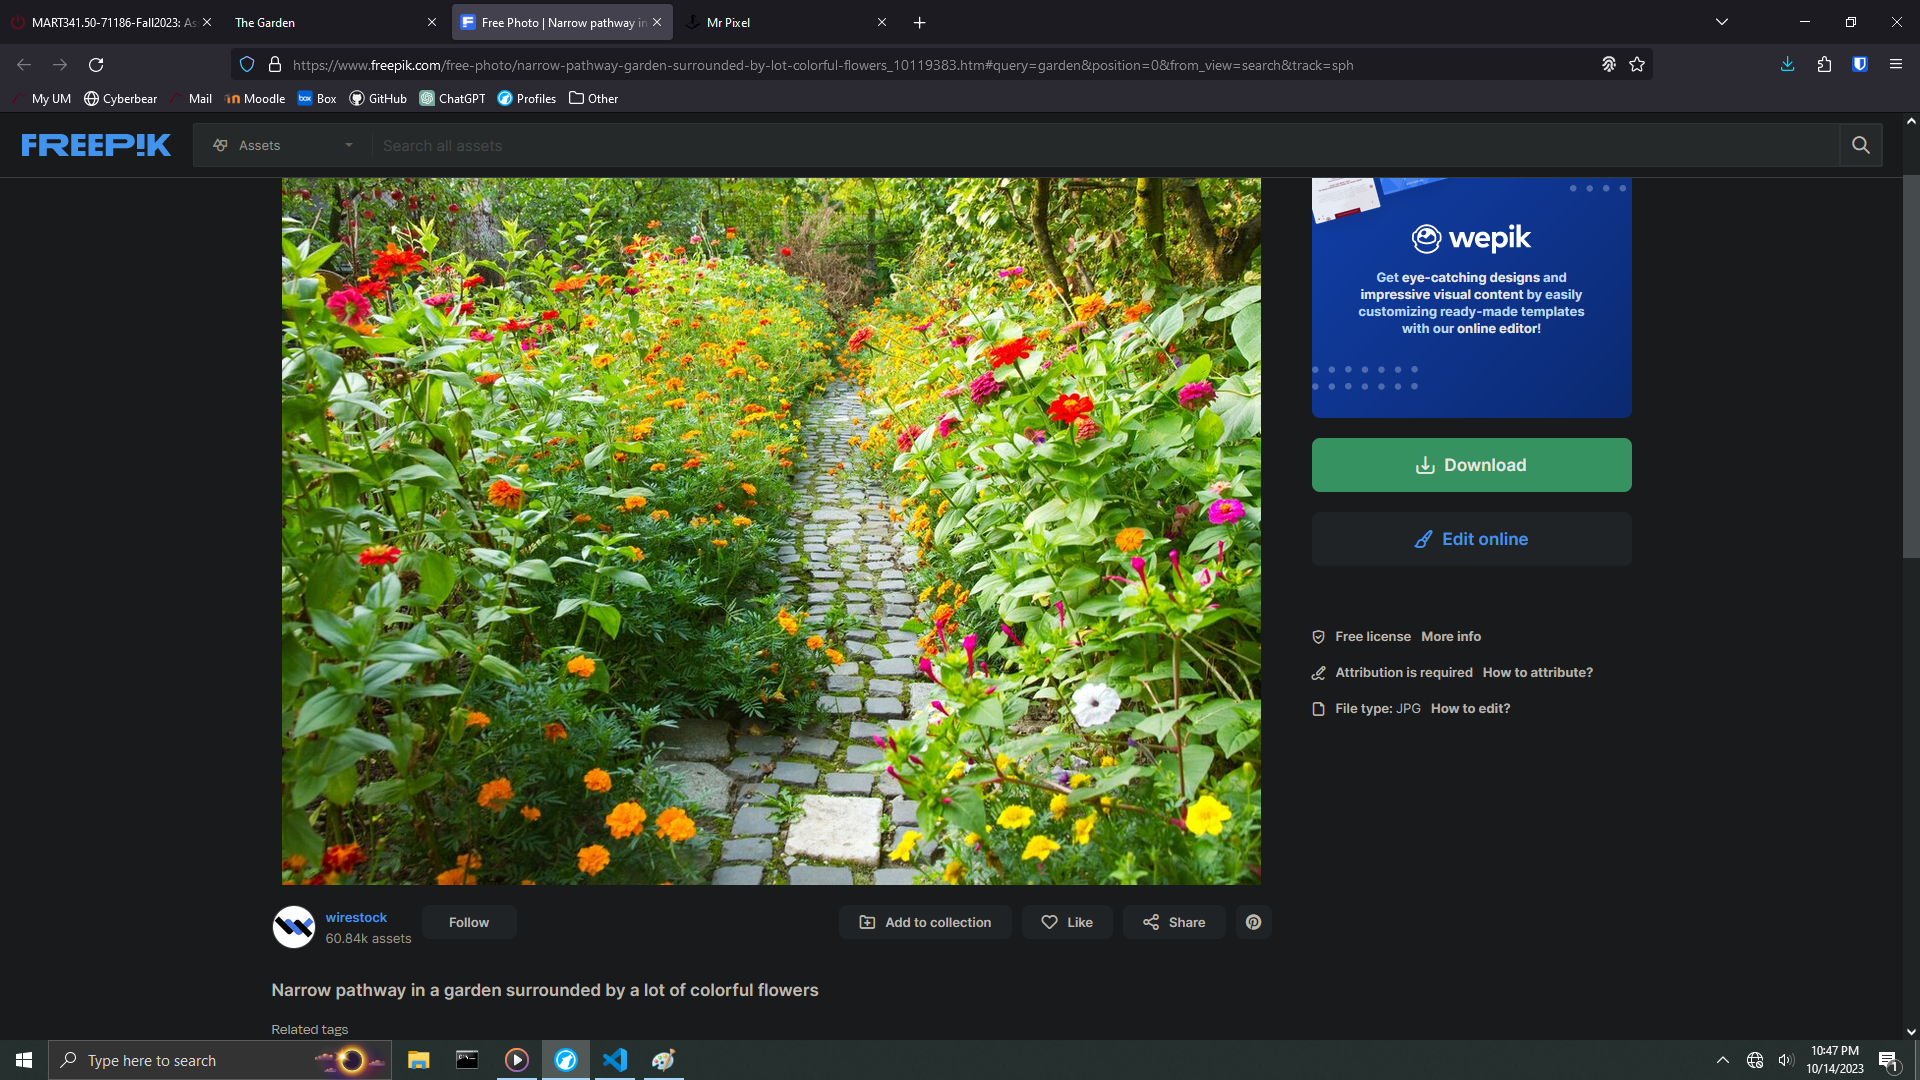 MART341.50-71186-Fall2023: As
The Garden
Free Photo | Narrow pathway in
Mr Pixel
https://www.freepik.com/free-photo/narrow-pathway-garden-surrounded-by-lot-colorful-flowers_10119383.htm#query=garden&position=0&from_view=search&track=sph
My UM
Cyberbear
Mail
Moodle
Box
GitHub
ChatGPT
Profiles
Other
FREEPIK
Assets
Search all assets
wepik
Get eye-catching designs and
impressive visual content by easily
customizing ready-made templates
with our online editor!
Download
Edit online
Free license More info
Attribution is required How to attribute?
File type: JPG How to edit?
wirestock
60.84k assets
Follow
Add to collection
Like
Share
Narrow pathway in a garden surrounded by a lot of colorful flowers
Related tags
Type here to search
10:47 PM
10/14/2023
1